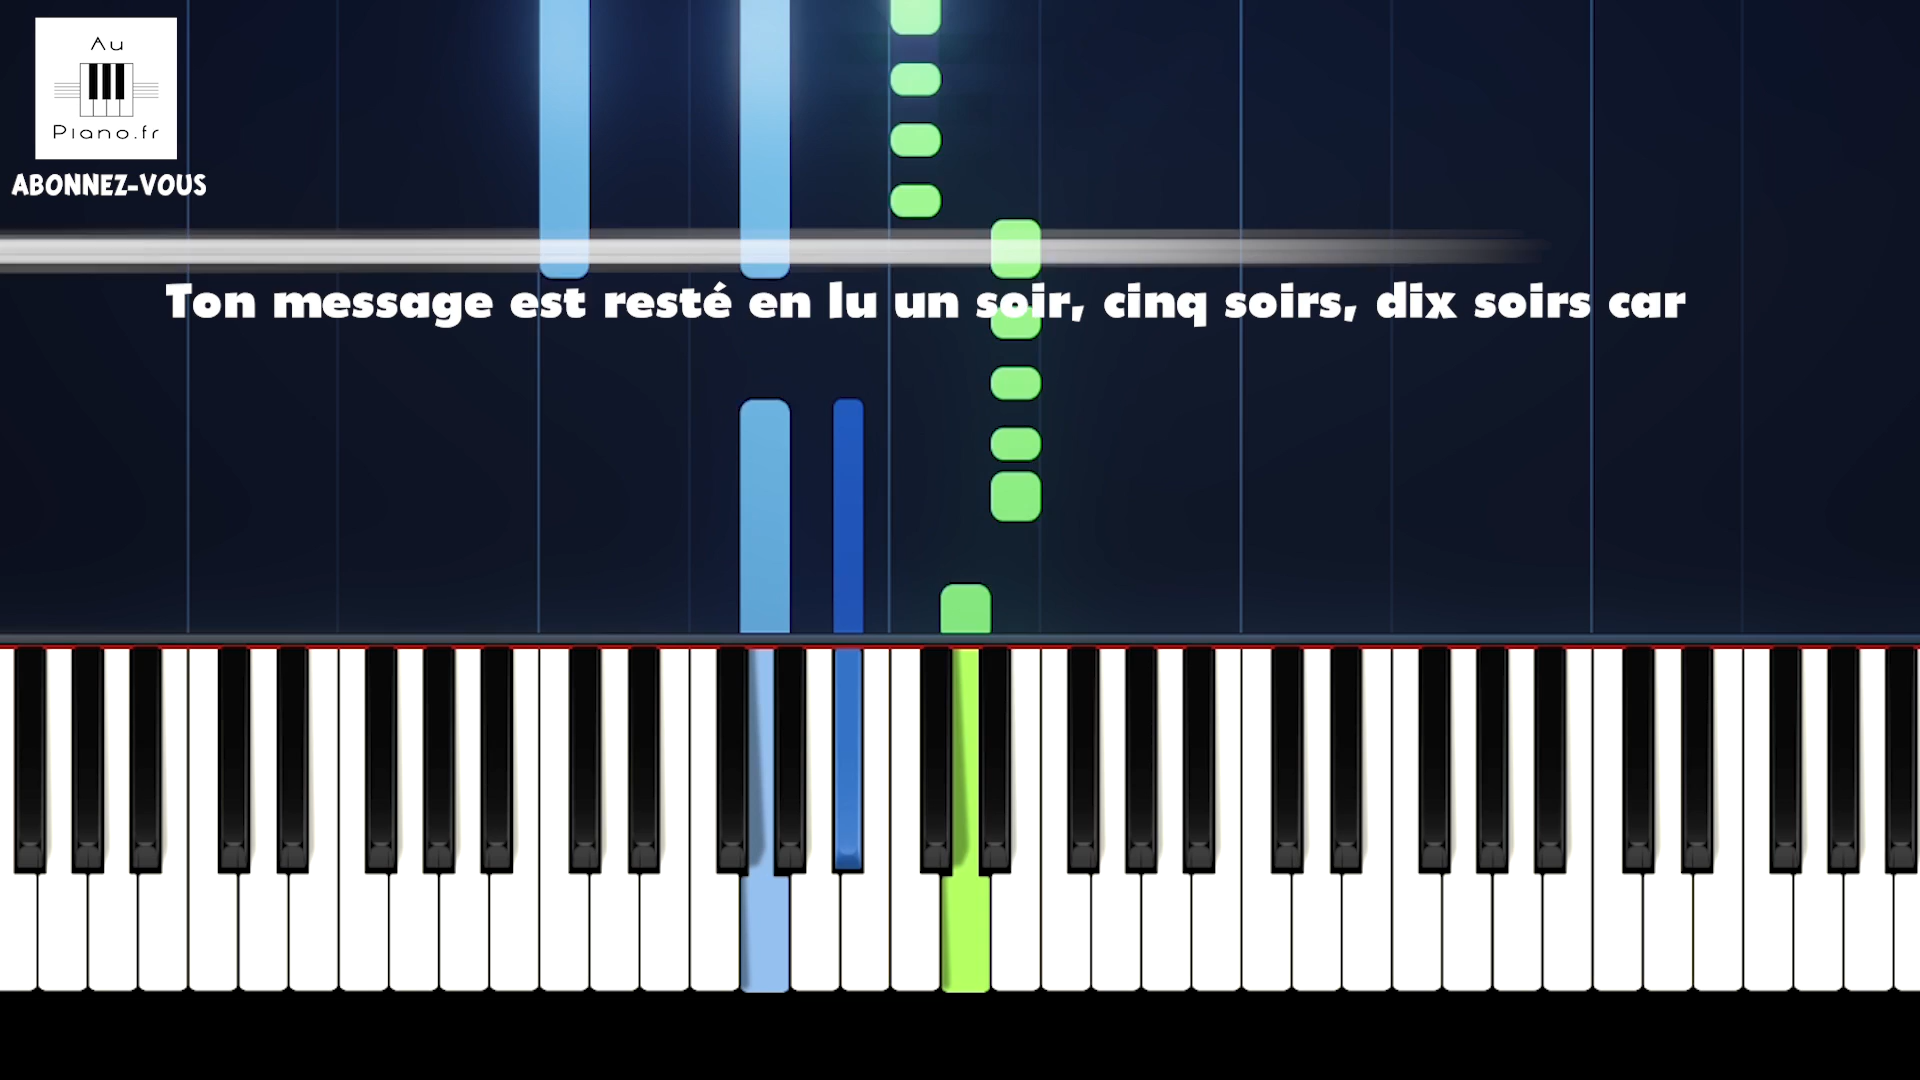 Au
Piano.fr
ABONNEZ-VOUS
Ton message est resté en lu un soir, cinq soirs, dix soirs car